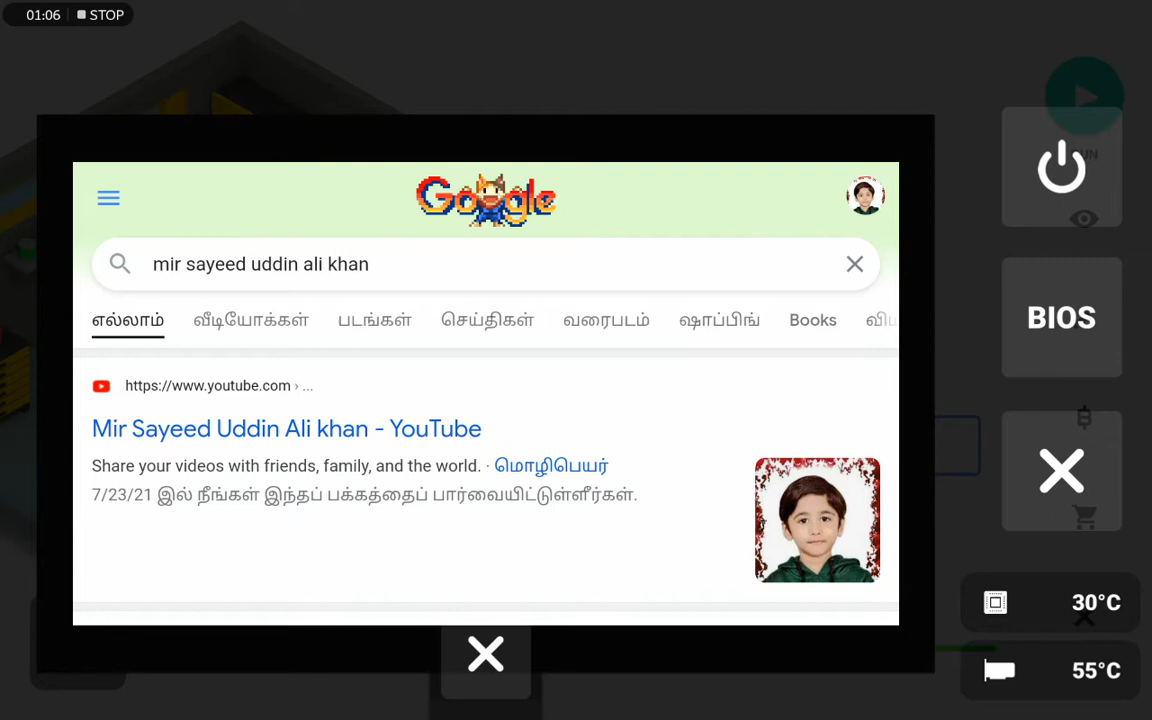 01:06 STOP
Google
mir sayeed uddin ali khan
எல்லாம் வீடியோக்கள் படங்கள் செய்திகள் வரைபடம் ஷாப்பிங் Books
https://www.youtube.com › ...
Mir Sayeed Uddin Ali khan - YouTube
Share your videos with friends, family, and the world. · மொழிபெயர்
7/23/21 இல் நீங்கள் இந்தப் பக்கத்தைப் பார்வையிட்டுள்ளீர்கள்.
BIOS
30°C
55°C